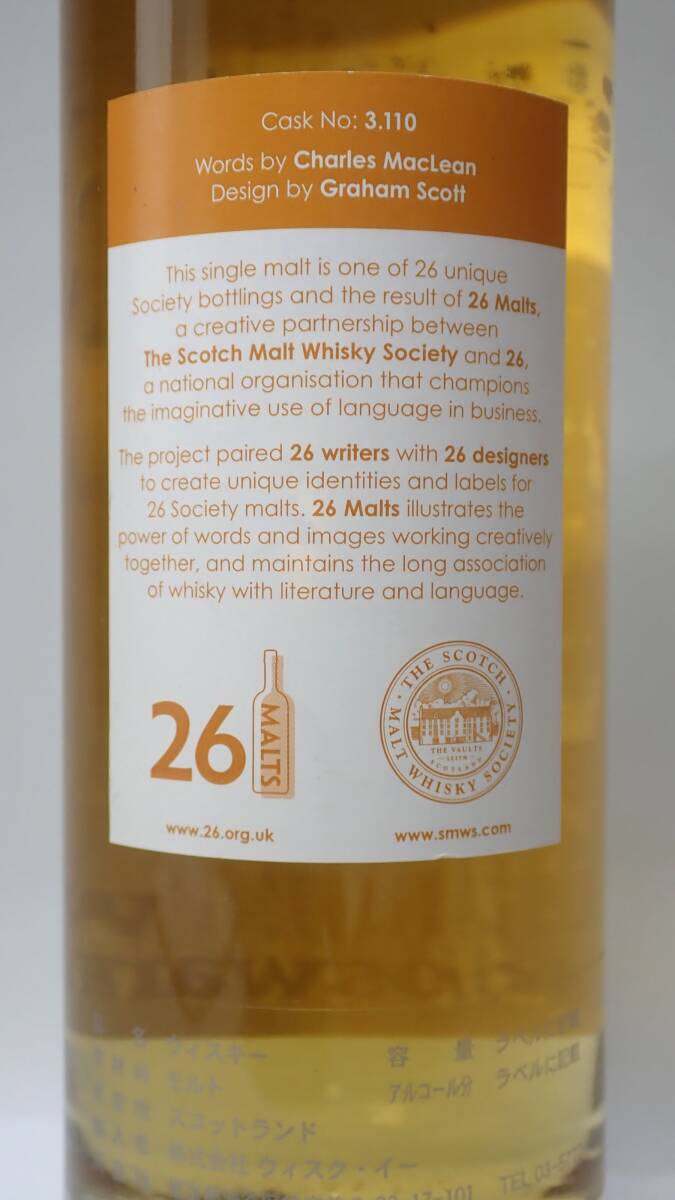 Cask No: 3.110
Words by Charles MacLean
Design by Graham Scott
This single malt is one of 26 unique
Society bottlings and the result of 26 Malts,
a creative partnership between
The Scotch Malt Whisky Society and 26,
a national organisation that champions
the imaginative use of language in business.
The project paired 26 writers with 26 designers
to create unique identities and labels for
26 Society malts. 26 Malts illustrates the
power of words and images working creatively
together, and maintains the long association
of whisky with literature and language.
26 MALTS
THE SCOTCH MALT WHISKY SOCIETY
THE VAULTS
LEITH
SCOTLAND
www.26.org.uk
www.smws.com
名 ウィスキー 容 量 ラベルに記載
モルト アルコール分 ラベルに記載
スコットランド
株式会社 ウィスク・イー
17-101 TEL 03-